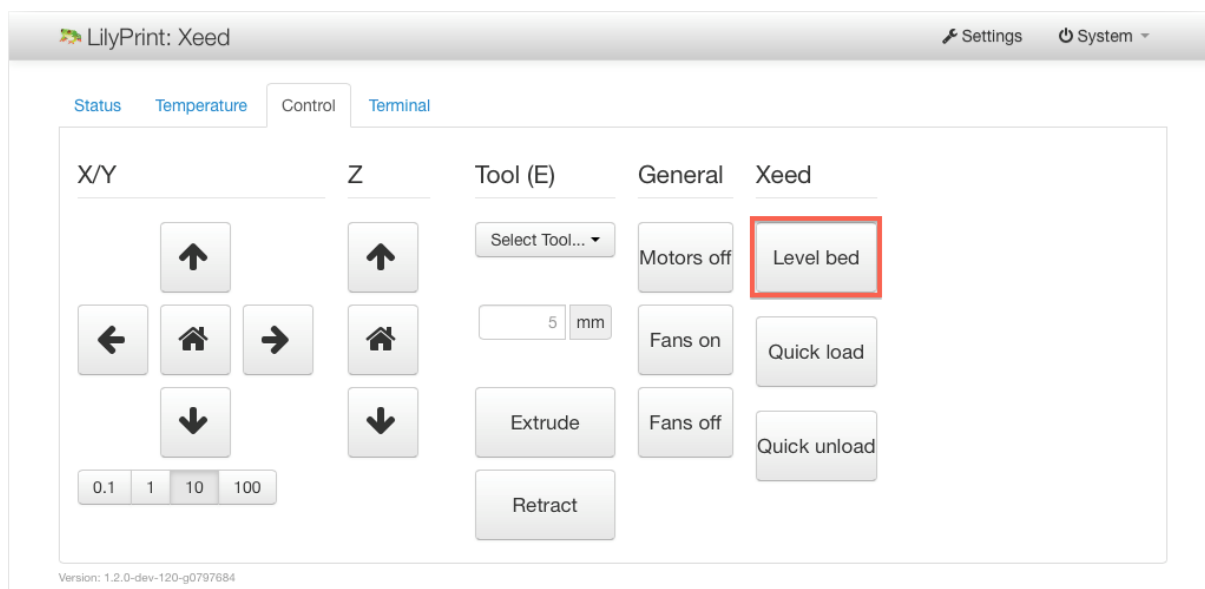 LilyPrint: Xeed Settings System
Status Temperature Control Terminal
X/Y Z Tool (E) General Xeed
Select Tool... Motors off Level bed
5 mm Fans on Quick load
Extrude Fans off Quick unload
0.1 1 10 100 Retract
Version: 1.2.0-dev-120-g0797684